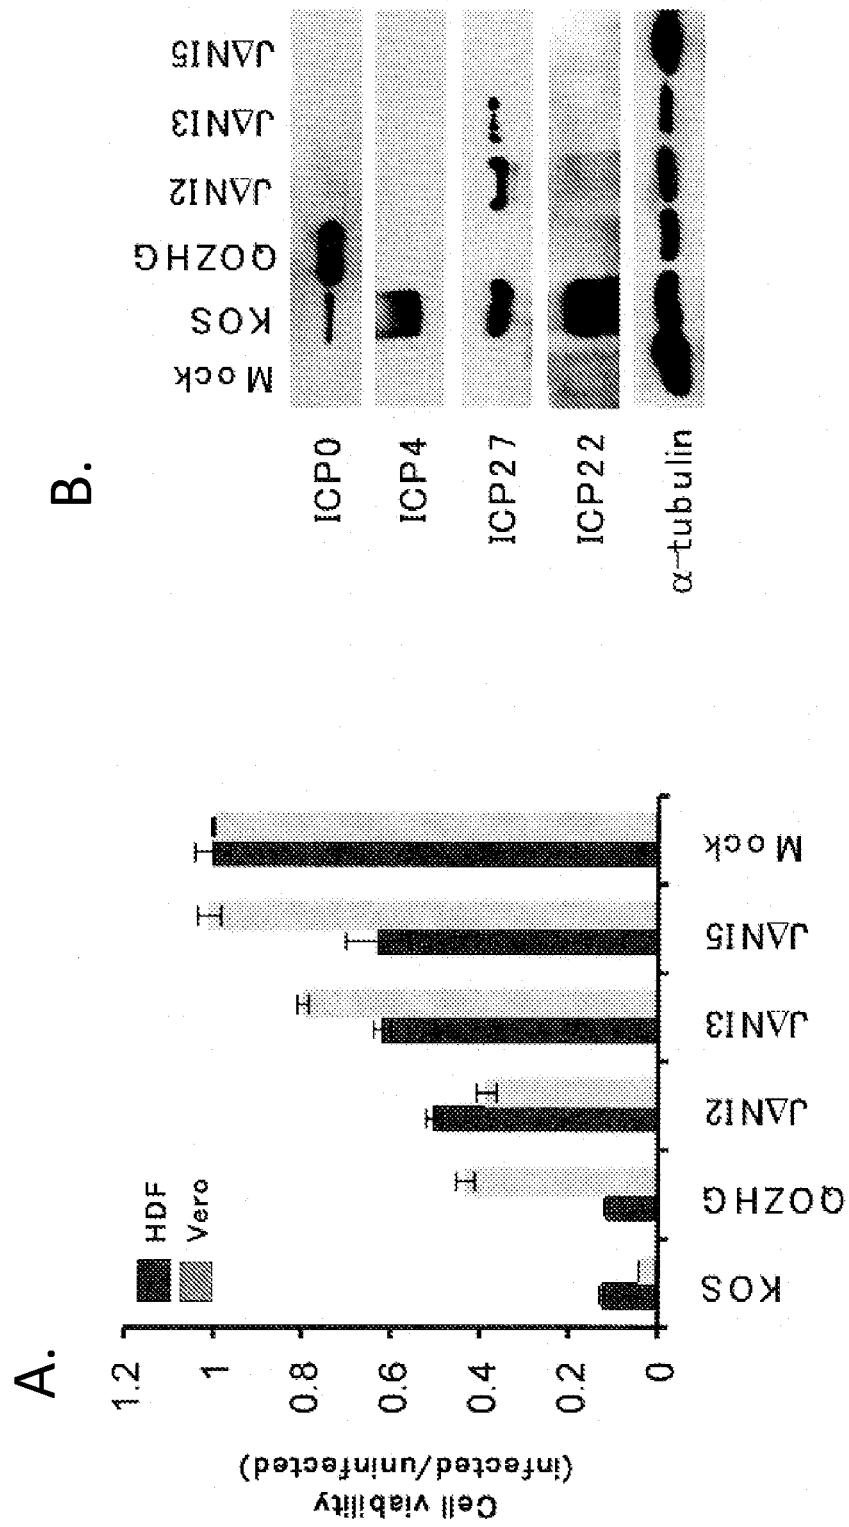 A.
Cell viability
(infected/uninfected)
1.2
1
0.8
0.6
0.4
0.2
0
HDF
Vero
KOS
QOZHG
JΔNI2
JΔNI3
JΔNI5
Mock
B.
Mock
KOS
QOZHG
JΔNI2
JΔNI3
JΔNI5
ICP0
ICP4
ICP27
ICP22
α-tubulin